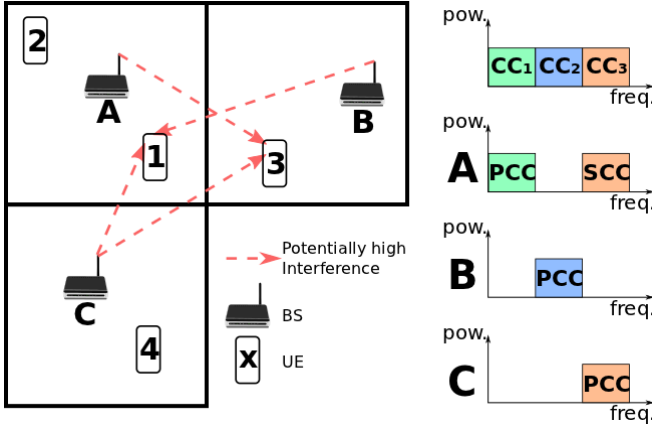 2
A
1
B
3
C
4
Potentially high
Interference
BS
X
UE
pow.
CC₁ CC₂ CC₃
freq.
pow.
A
PCC SCC
freq.
pow.
B
PCC
freq.
pow.
C
PCC
freq.